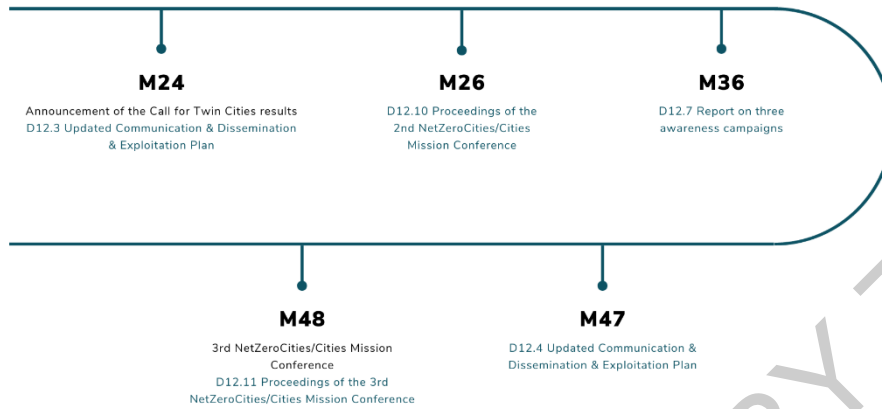 M24
Announcement of the Call for Twin Cities results
D12.3 Updated Communication & Dissemination
& Exploitation Plan
M26
D12.10 Proceedings of the
2nd NetZeroCities/Cities
Mission Conference
M36
D12.7 Report on three
awareness campaigns
M48
3rd NetZeroCities/Cities Mission
Conference
D12.11 Proceedings of the 3rd
NetZeroCities/Cities Mission Conference
M47
D12.4 Updated Communication &
Dissemination & Exploitation Plan